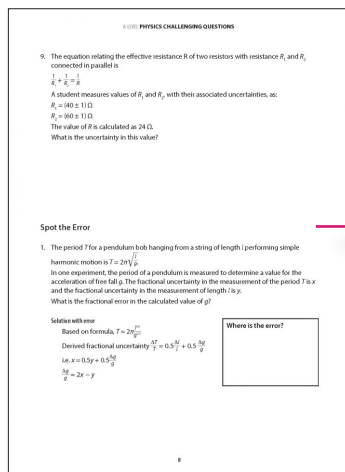 A LEVEL PHYSICS CHALLENGING QUESTIONS
9. The equation relating the effective resistance R of two resistors with resistance R₁ and R₂
connected in parallel is
1/R₁ + 1/R₂ = 1/R
A student measures values of R₁ and R₂, with their associated uncertainties, as:
R₁ = (40 ± 1) Ω
R₂ = (60 ± 1) Ω
The value of R is calculated as 24 Ω.
What is the uncertainty in this value?
Spot the Error
1. The period T for a pendulum bob hanging from a string of length l performing simple
harmonic motion is T = 2π√(l/g).
In one experiment, the period of a pendulum is measured to determine a value for the
acceleration of free fall g. The fractional uncertainty in the measurement of the period T is x
and the fractional uncertainty in the measurement of length l is y.
What is the fractional error in the calculated value of g?
Solution with error
Based on formula, T = 2π l⁰·⁵/g⁰·⁵
Derived fractional uncertainty ΔT/T = 0.5 Δl/l + 0.5 Δg/g
i.e. x = 0.5y + 0.5 Δg/g
Δg/g = 2x − y
Where is the error?
8